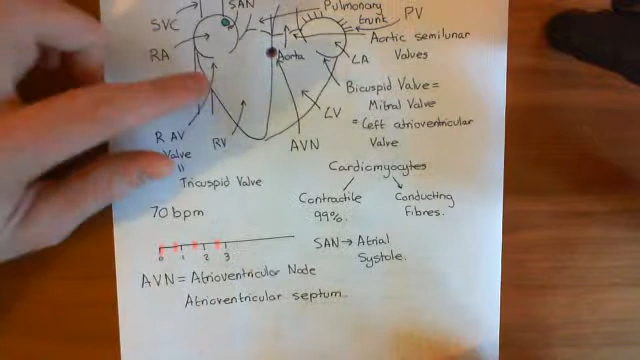 SAN
Pulmonary
trunk
PV
SVC
Aortic semilunar
Valves
RA
Aorta
LA
Bicuspid Valve =
Mitral Valve
= Left atrioventricular
Valve
LV
R AV
Valve
=
Tricuspid Valve
RV
AVN
Cardiomyocytes
Contractile
99%.
Conducting
Fibres.
70 bpm
SAN → Atrial
Systole.
0 1 2 3
AVN = Atrioventricular Node
Atrioventricular septum.